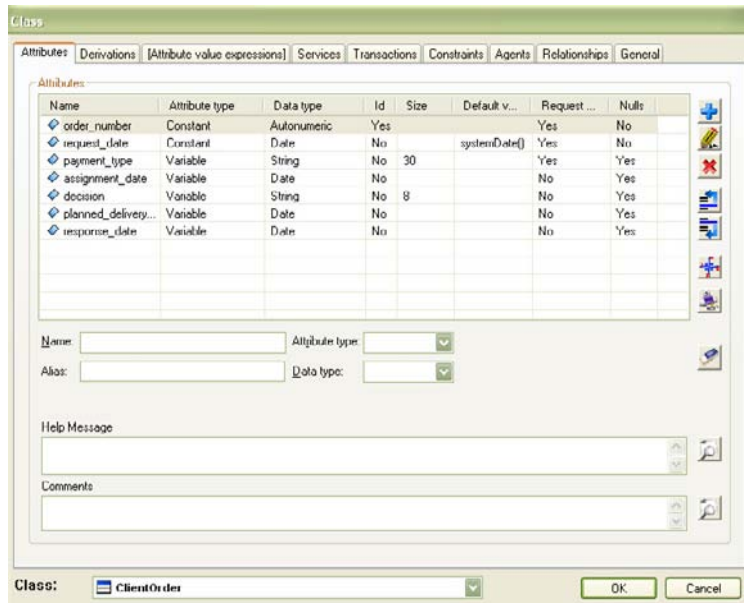 Class
Attributes Derivations [Attribute value expressions] Services Transactions Constraints Agents Relationships General
Attributes
Name Attribute type Data type Id Size Default v... Request ... Nulls
order_number Constant Autonumeric Yes Yes No
request_date Constant Date No systemDate() Yes No
payment_type Variable String No 30 Yes Yes
assignment_date Variable Date No No Yes
decision Variable String No 8 No Yes
planned_delivery... Variable Date No No Yes
response_date Variable Date No No Yes
Name: Attribute type:
Alias: Data type:
Help Message
Comments
Class: ClientOrder OK Cancel